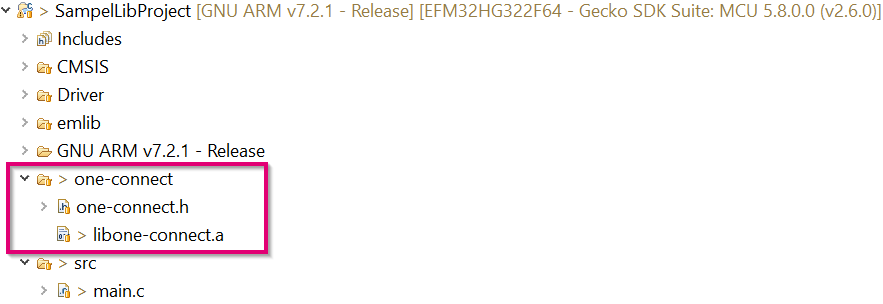 > SampelLibProject [GNU ARM v7.2.1 - Release] [EFM32HG322F64 - Gecko SDK Suite: MCU 5.8.0.0 (v2.6.0)]
Includes
CMSIS
Driver
emlib
GNU ARM v7.2.1 - Release
> one-connect
one-connect.h
> libone-connect.a
> src
> main.c